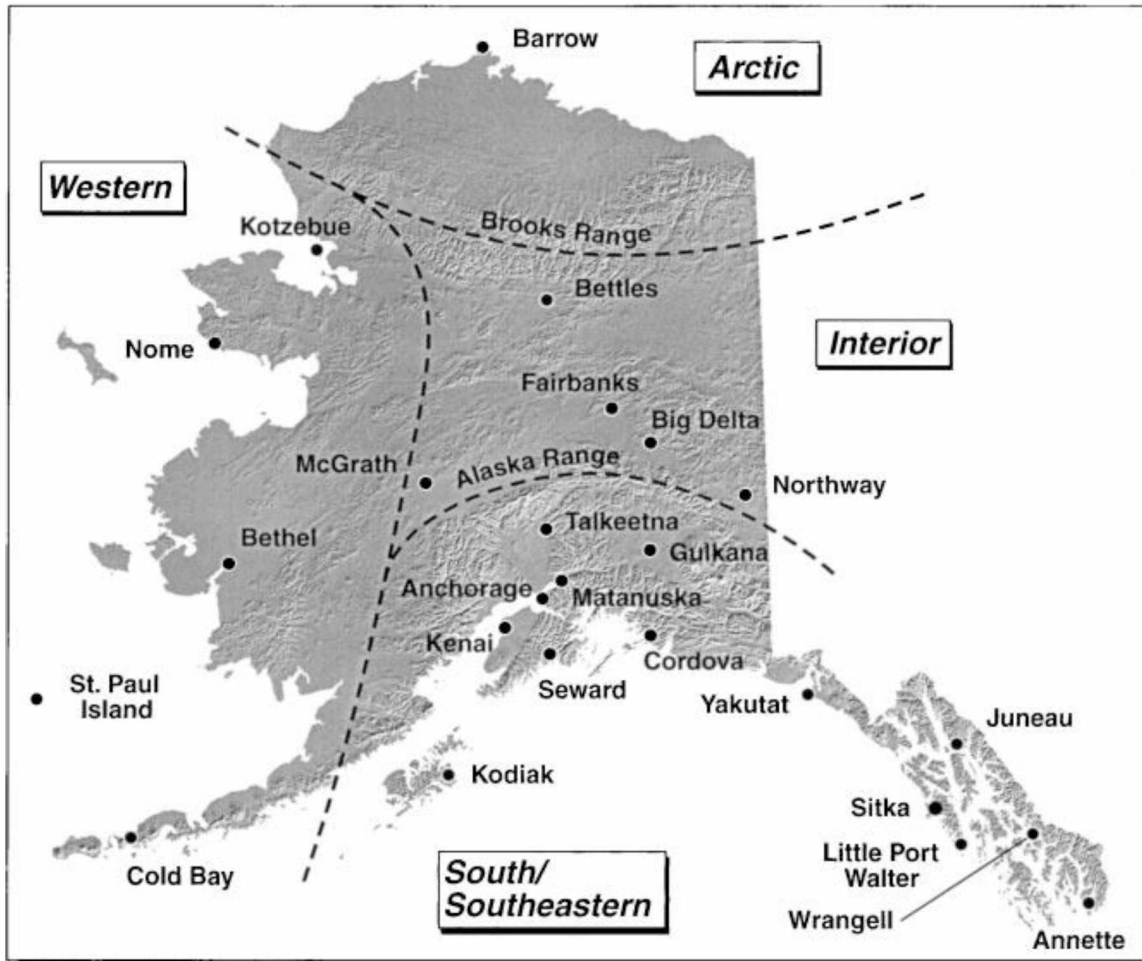 Barrow
Arctic
Western
Kotzebue
Brooks Range
Bettles
Nome
Interior
Fairbanks
Big Delta
McGrath
Alaska Range
Northway
Talkeetna
Bethel
Gulkana
Anchorage
Matanuska
Kenai
Cordova
Seward
St. Paul
Island
Yakutat
Juneau
Kodiak
Sitka
Cold Bay
Little Port
Walter
South/
Southeastern
Wrangell
Annette